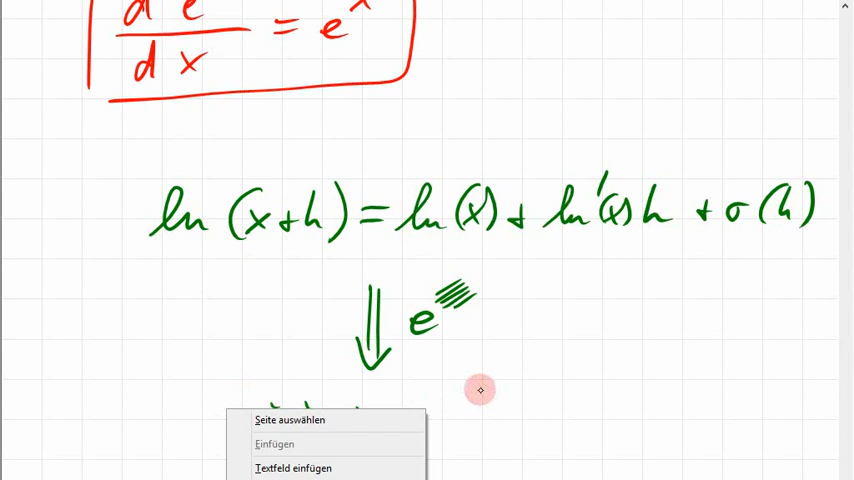 d e
d x
= e^x
ln (x+h) = ln(x) + ln'(x) h + σ(h)
⇓ e
Seite auswählen
Einfügen
Textfeld einfügen